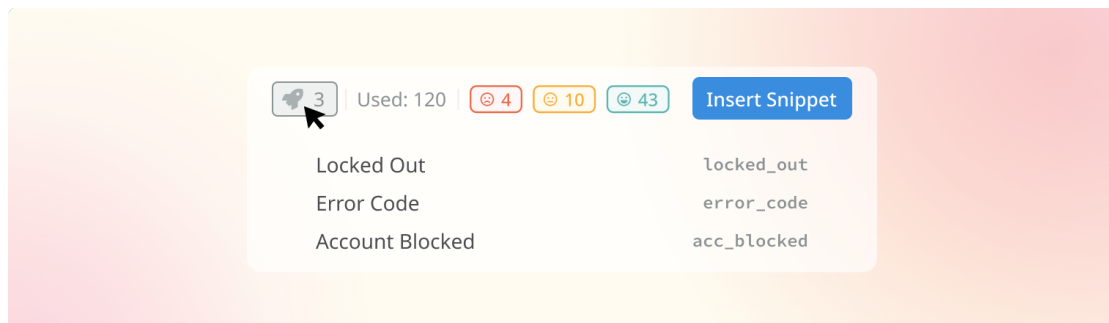 3 Used: 120 4 10 43 Insert Snippet
Locked Out locked_out
Error Code error_code
Account Blocked acc_blocked